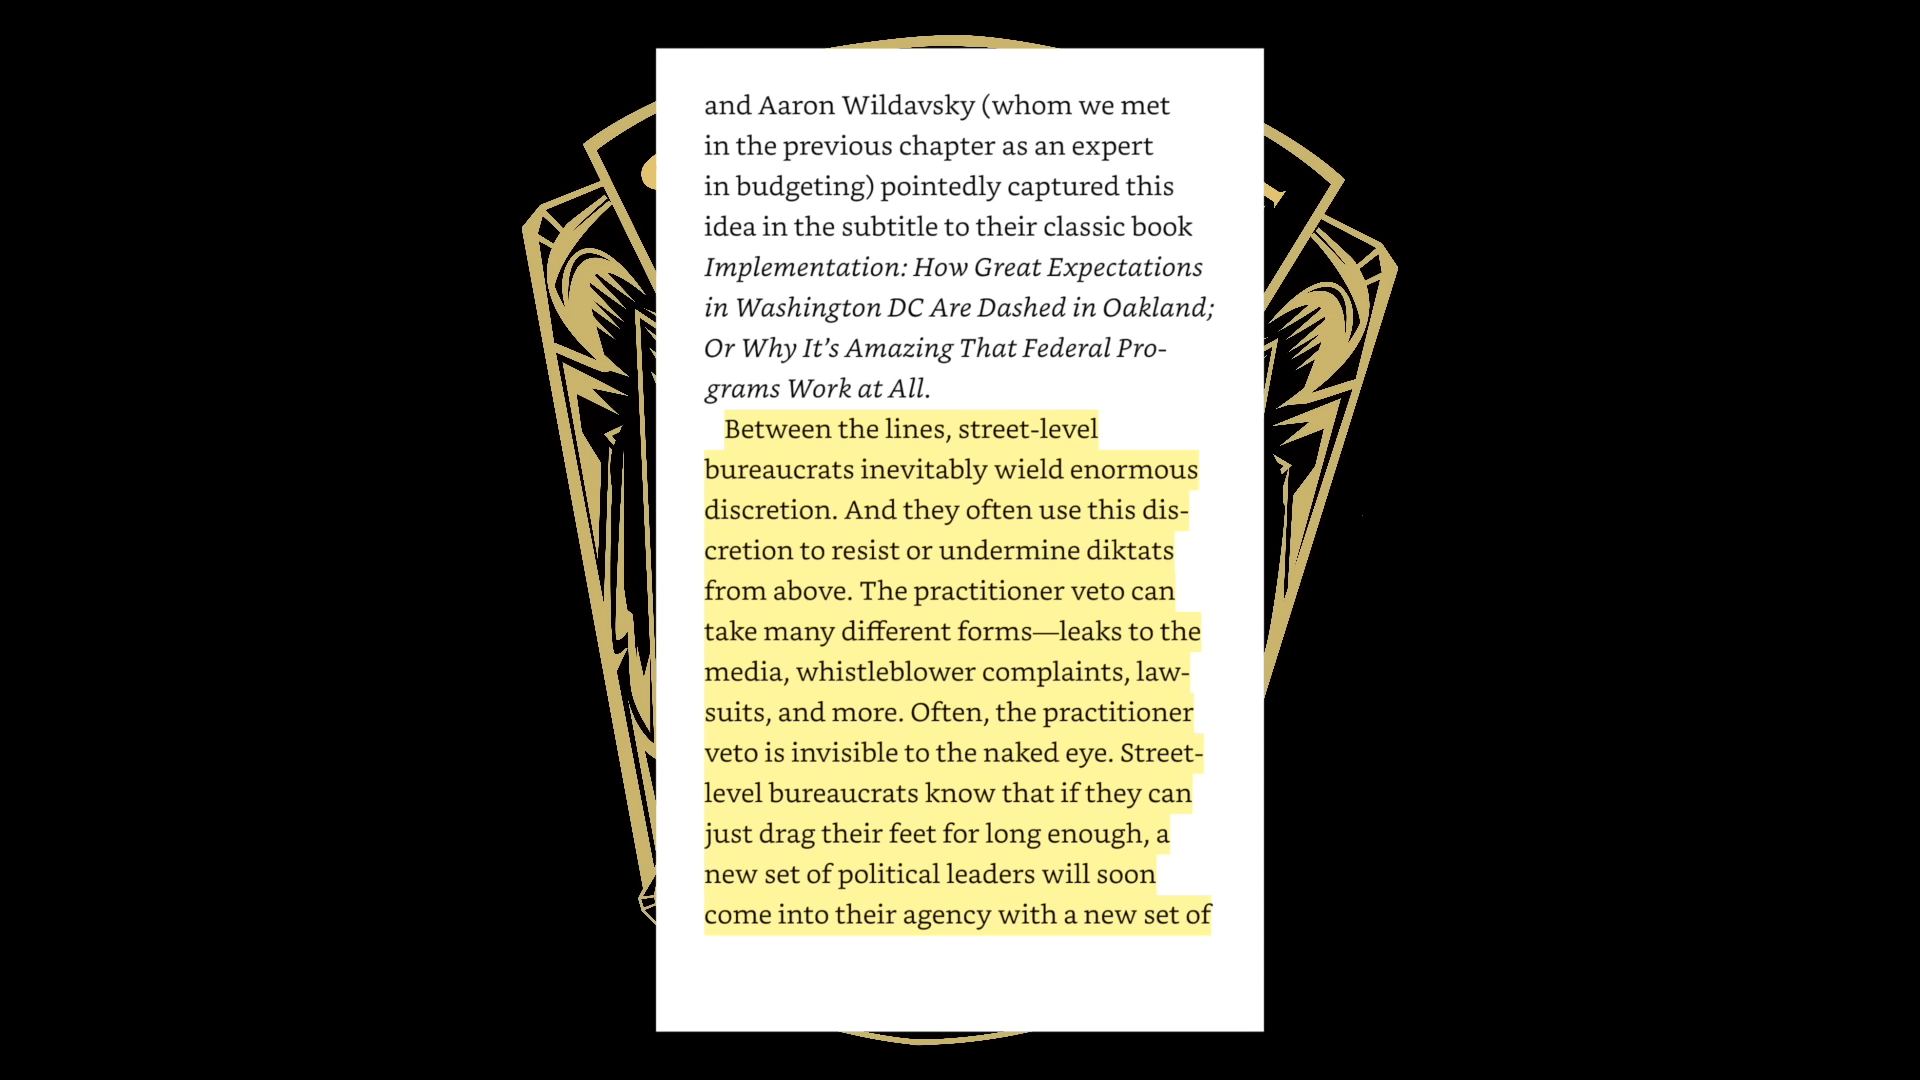 and Aaron Wildavsky (whom we met
in the previous chapter as an expert
in budgeting) pointedly captured this
idea in the subtitle to their classic book
Implementation: How Great Expectations
in Washington DC Are Dashed in Oakland;
Or Why It’s Amazing That Federal Pro-
grams Work at All.
Between the lines, street-level
bureaucrats inevitably wield enormous
discretion. And they often use this dis-
cretion to resist or undermine diktats
from above. The practitioner veto can
take many different forms—leaks to the
media, whistleblower complaints, law-
suits, and more. Often, the practitioner
veto is invisible to the naked eye. Street-
level bureaucrats know that if they can
just drag their feet for long enough, a
new set of political leaders will soon
come into their agency with a new set of